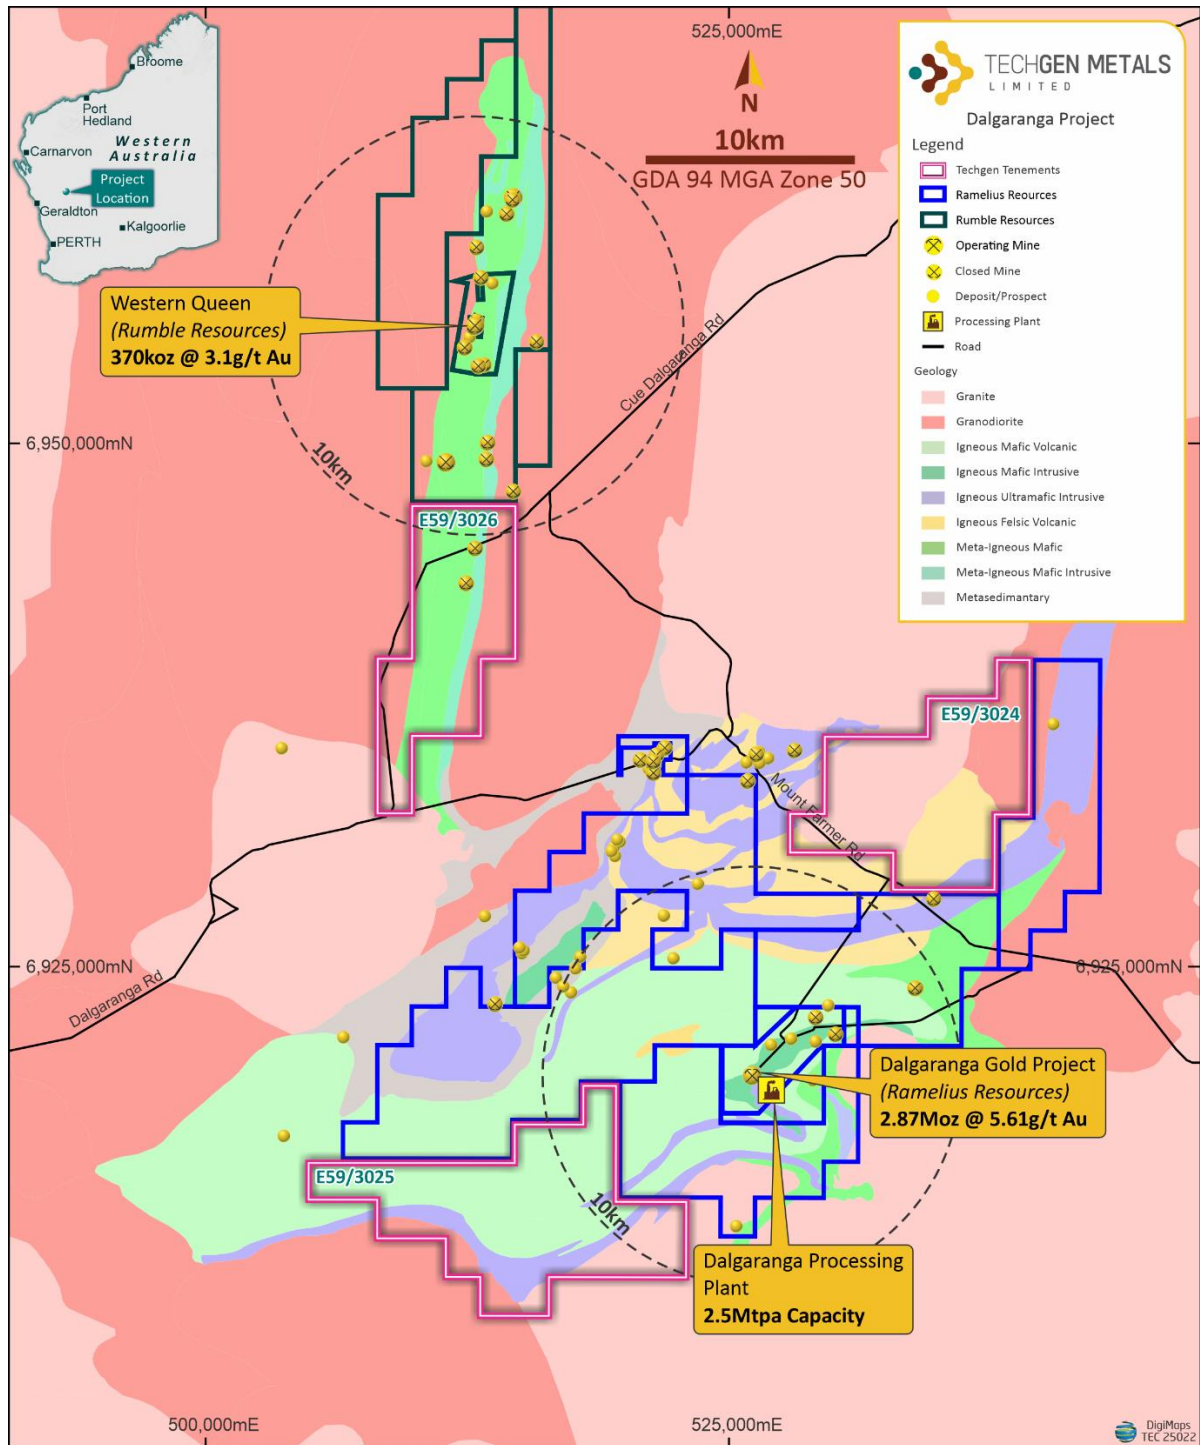 525,000mE
Broome
Port
Hedland
Western
Australia
Carnarvon
Project
Location
Geraldton
Kalgoorlie
PERTH
N
10km
GDA 94 MGA Zone 50
TECHGEN METALS
LIMITED
Dalgaranga Project
Legend
Techgen Tenements
Ramelius Reources
Rumble Resources
Operating Mine
Closed Mine
Deposit/Prospect
Processing Plant
Road
Geology
Granite
Granodiorite
Igneous Mafic Volcanic
Igneous Mafic Intrusive
Igneous Ultramafic Intrusive
Igneous Felsic Volcanic
Meta-Igneous Mafic
Meta-Igneous Mafic Intrusive
Metasedimantary
Western Queen
(Rumble Resources)
370koz @ 3.1g/t Au
Cue Dalgaranga Rd
6,950,000mN
10km
E59/3026
E59/3024
Mount Farmer Rd
6,925,000mN
6,925,000mN
Dalgaranga Rd
Dalgaranga Gold Project
(Ramelius Resources)
2.87Moz @ 5.61g/t Au
E59/3025
10km
Dalgaranga Processing
Plant
2.5Mtpa Capacity
500,000mE
525,000mE
DigiMaps
TEC 25022